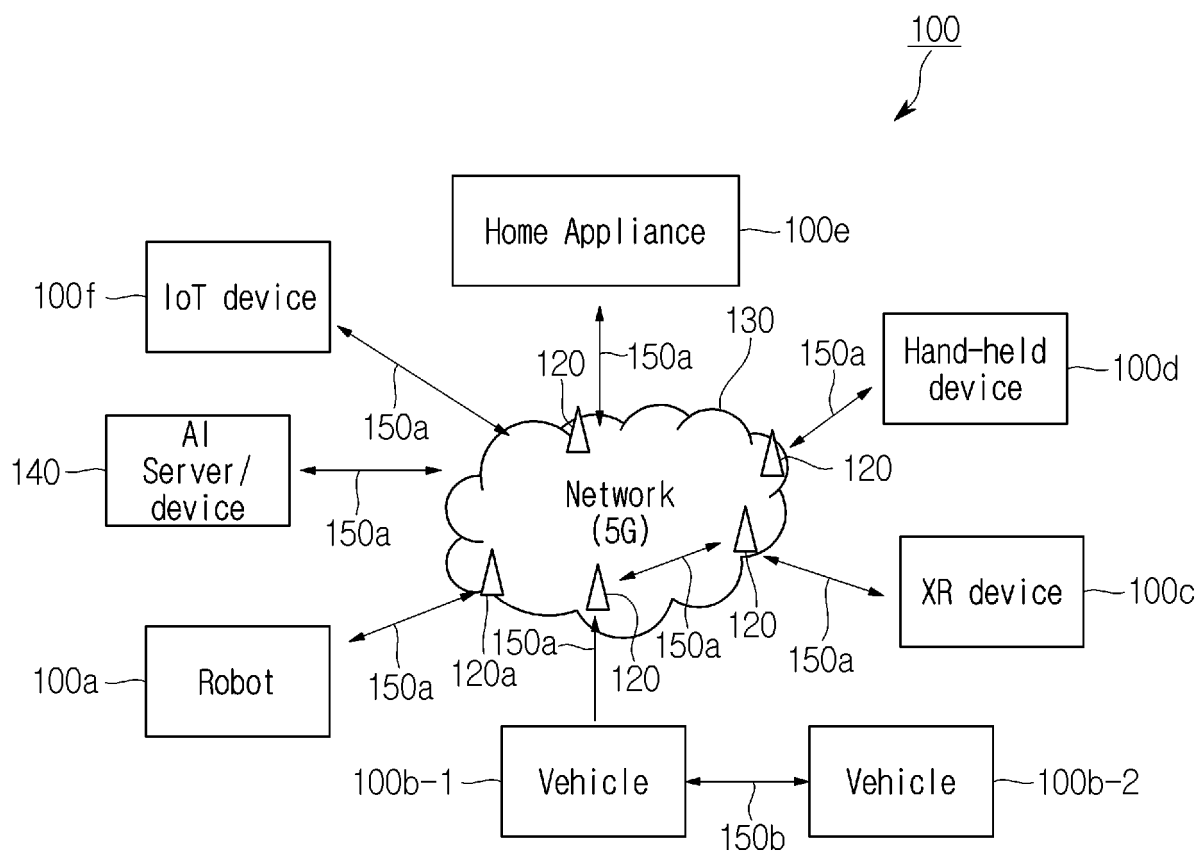 100
Home Appliance
100e
100f
IoT device
130
120
150a
150a
Hand-held
device
100d
150a
AI
Server/
device
140
150a
120
Network
(5G)
XR device
100c
150a
120
150a
150a
120
120a
150a
100a
Robot
150a
100b-1
Vehicle
150b
Vehicle
100b-2